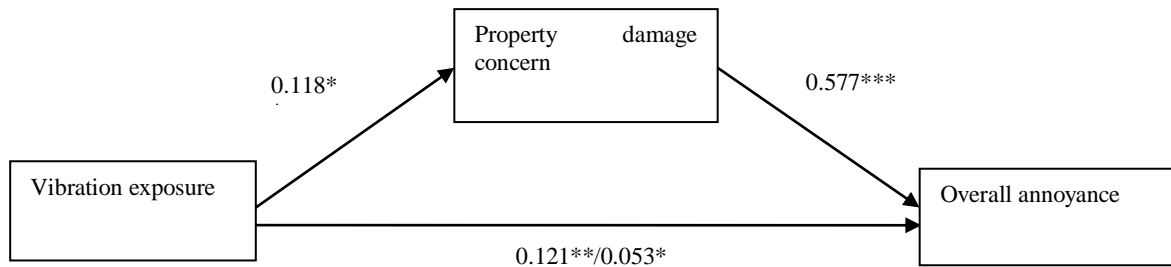 Property damage
concern
0.118*
0.577***
Vibration exposure
Overall annoyance
0.121**/0.053*